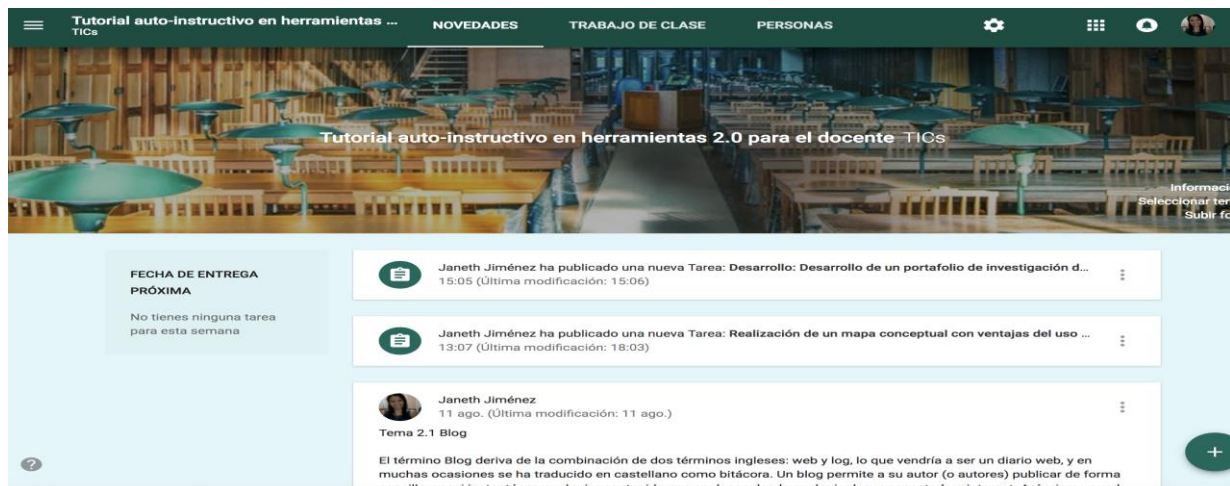 Tutorial auto-instructivo en herramientas ...
TICs
NOVEDADES
TRABAJO DE CLASE
PERSONAS
Tutorial auto-instructivo en herramientas 2.0 para el docente TICs
Informaci
Seleccionar ter
Subir fo
FECHA DE ENTREGA
PRÓXIMA
No tienes ninguna tarea
para esta semana
Janeth Jiménez ha publicado una nueva Tarea: Desarrollo: Desarrollo de un portafolio de investigación d...
15:05 (Última modificación: 15:06)
Janeth Jiménez ha publicado una nueva Tarea: Realización de un mapa conceptual con ventajas del uso ...
13:07 (Última modificación: 18:03)
Janeth Jiménez
11 ago. (Última modificación: 11 ago.)
Tema 2.1 Blog
El término Blog deriva de la combinación de dos términos ingleses: web y log, lo que vendría a ser un diario web, y en
muchas ocasiones se ha traducido en castellano como bitácora. Un blog permite a su autor (o autores) publicar de forma